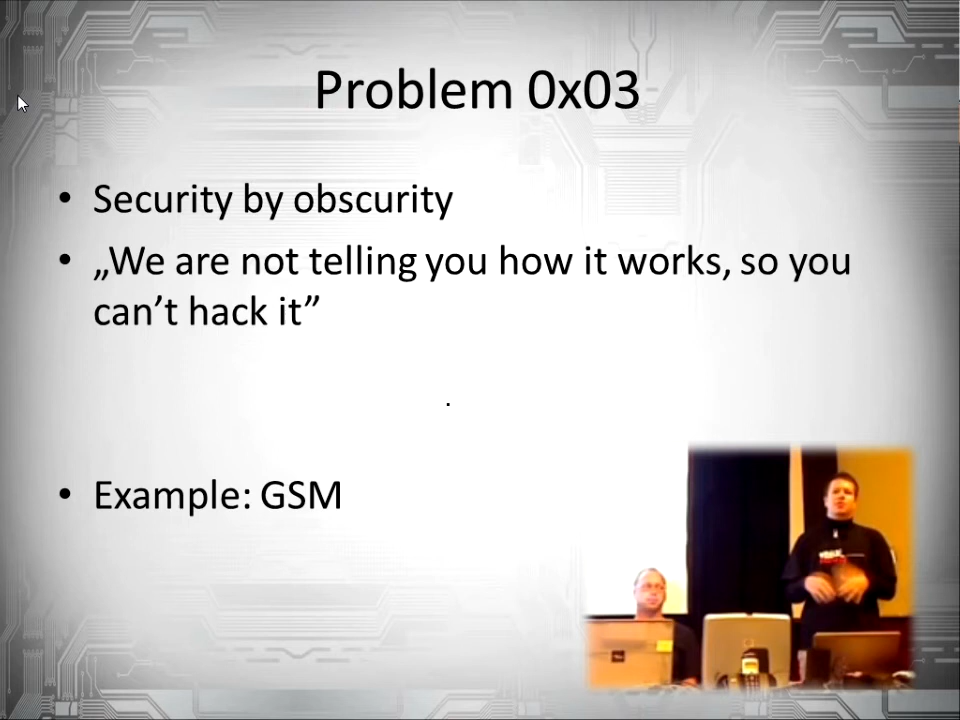 Problem 0x03
• Security by obscurity
• „We are not telling you how it works, so you
can’t hack it”
.
• Example: GSM